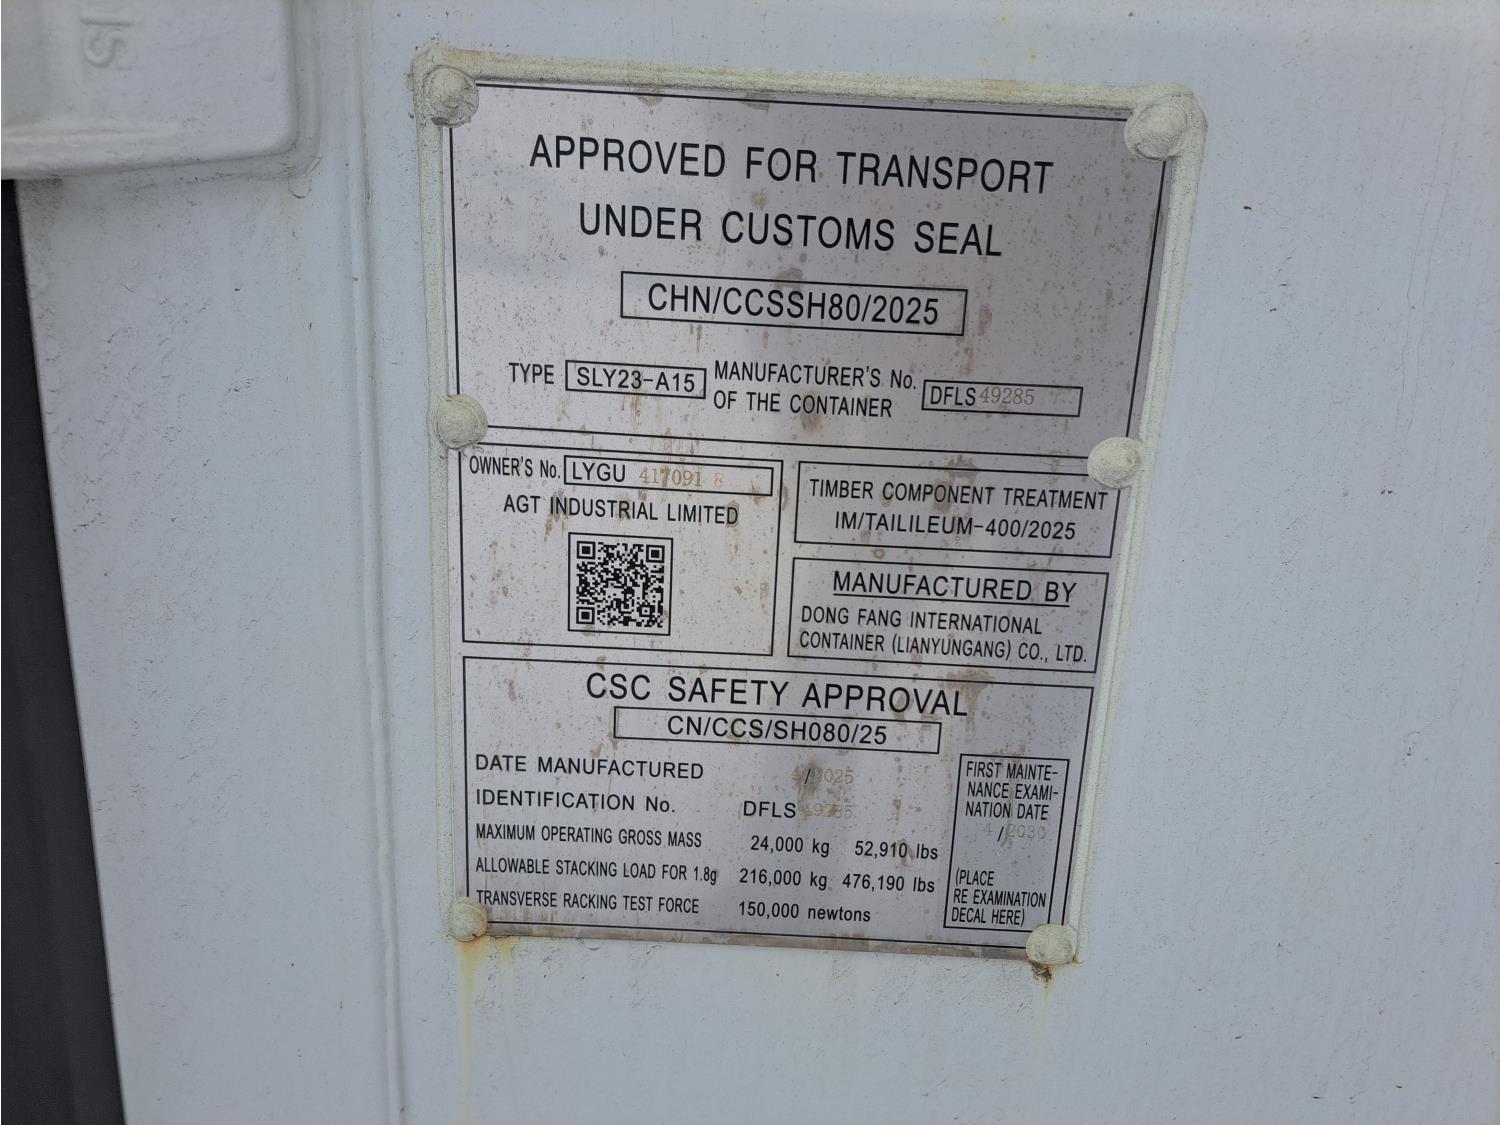 APPROVED FOR TRANSPORT
UNDER CUSTOMS SEAL
CHN/CCSSH80/2025
TYPE SLY23-A15 MANUFACTURER'S No. OF THE CONTAINER DFLS 49285
OWNER'S No. LYGU 417091 8
AGT INDUSTRIAL LIMITED
TIMBER COMPONENT TREATMENT
IM/TAILILEUM-400/2025
MANUFACTURED BY
DONG FANG INTERNATIONAL
CONTAINER (LIANYUNGANG) CO., LTD.
CSC SAFETY APPROVAL
CN/CCS/SH080/25
DATE MANUFACTURED 4/2025
IDENTIFICATION No. DFLS 49285
MAXIMUM OPERATING GROSS MASS 24,000 kg 52,910 lbs
ALLOWABLE STACKING LOAD FOR 1.8g 216,000 kg 476,190 lbs
TRANSVERSE RACKING TEST FORCE 150,000 newtons
FIRST MAINTE-
NANCE EXAMI-
NATION DATE
4/2030
(PLACE
RE EXAMINATION
DECAL HERE)